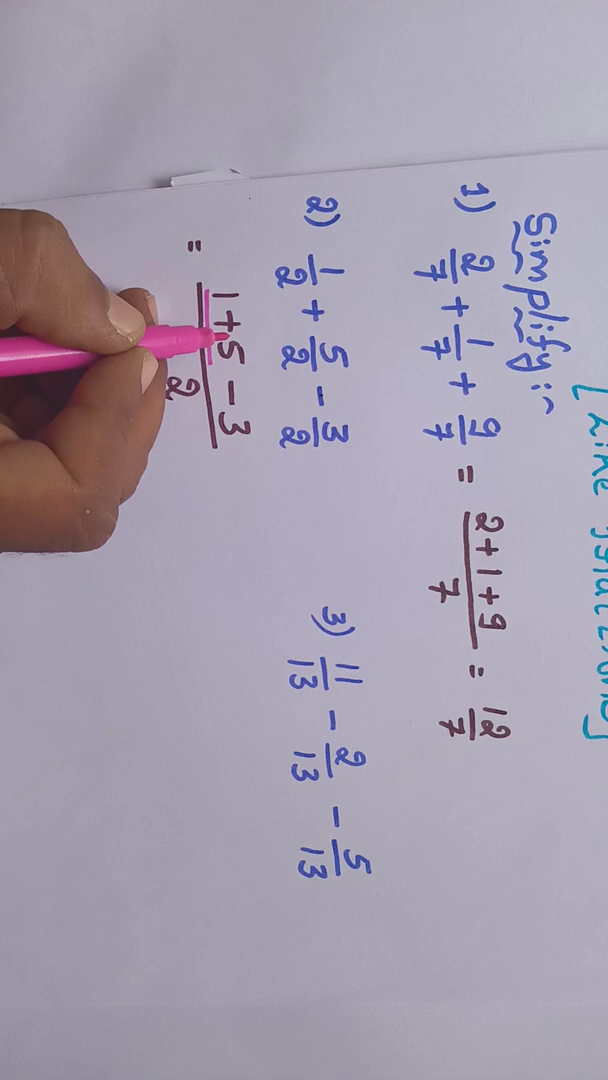 [Like fractions]
Simplify :-
1) 2/7 + 1/7 + 9/7 = 2+1+9/7 = 12/7
2) 1/2 + 5/2 - 3/2
= 1+5-3/2
3) 11/13 - 2/13 - 5/13